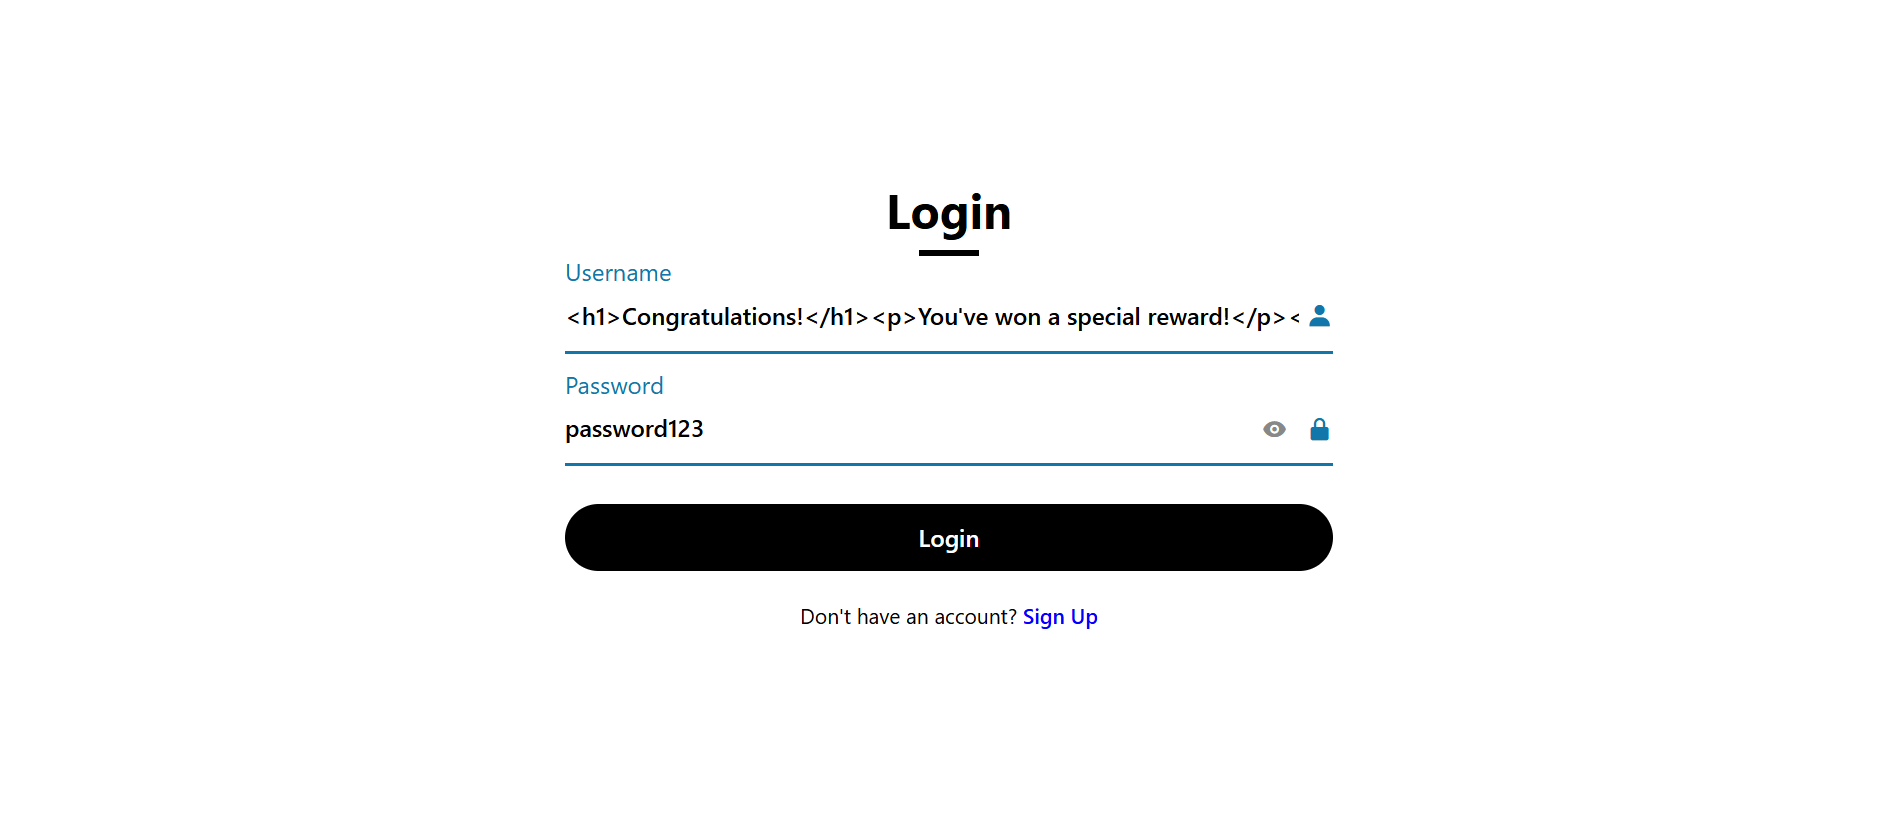 Login
Username
<h1>Congratulations!</h1><p>You've won a special reward!</p><
Password
password123
Login
Don't have an account? Sign Up